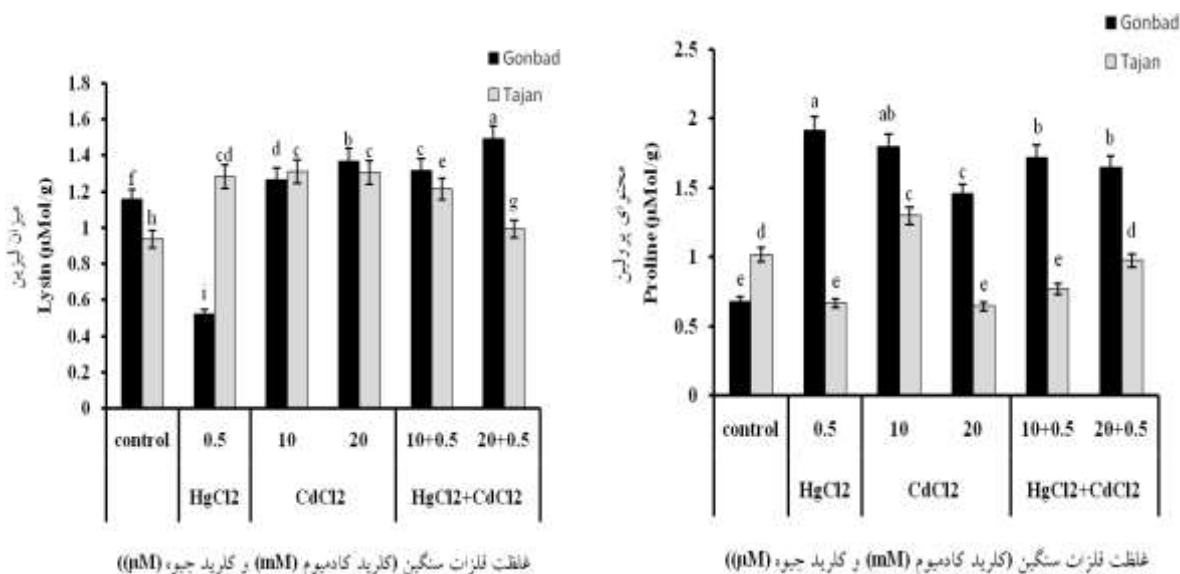 Gonbad
Tajan
میزان لیزین
Lysin (µMol/g)
1.8
1.6
1.4
1.2
1
0.8
0.6
0.4
0.2
0
f h i cd d c b c c e a g
control 0.5 10 20 10+0.5 20+0.5
HgCl2 CdCl2 HgCl2+CdCl2
غلظت فلزات سنگین (کلرید کادمیوم (mM) و کلرید جیوه (µM))
Gonbad
Tajan
محتوای پرولین
Proline (µMol/g)
2.5
2
1.5
1
0.5
0
e d a e ab c c e b e b d
control 0.5 10 20 10+0.5 20+0.5
HgCl2 CdCl2 HgCl2+CdCl2
غلظت فلزات سنگین (کلرید کادمیوم (mM) و کلرید جیوه (µM))